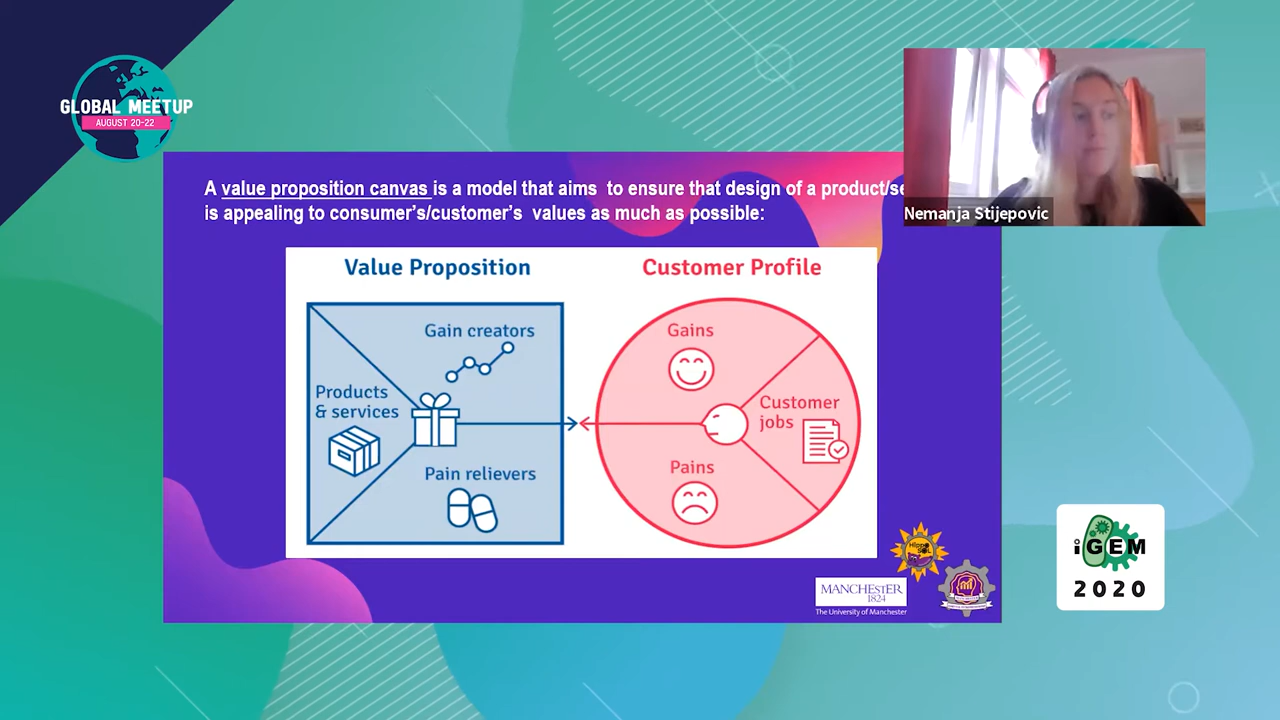 GLOBAL MEETUP
AUGUST 20-22
A value proposition canvas is a model that aims to ensure that design of a product/se
is appealing to consumer's/customer's values as much as possible:
Nemanja Stijepovic
Value Proposition
Customer Profile
Gain creators
Products
& services
Pain relievers
Gains
Customer
jobs
Pains
Hippo
SOL
MANCHESTER
1824
The University of Manchester
iGEM
2020